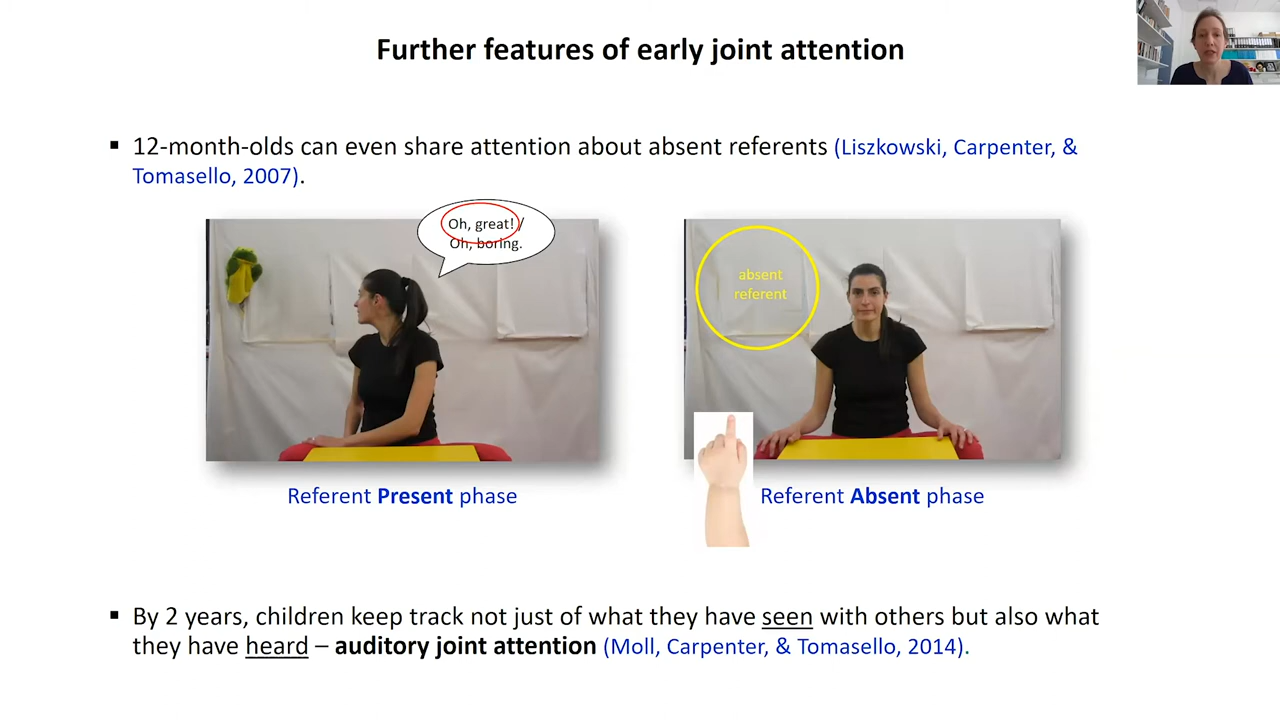 Further features of early joint attention
▪ 12-month-olds can even share attention about absent referents (Liszkowski, Carpenter, &
Tomasello, 2007).
Oh, great! /
Oh, boring.
absent
referent
Referent Present phase
Referent Absent phase
▪ By 2 years, children keep track not just of what they have seen with others but also what
they have heard – auditory joint attention (Moll, Carpenter, & Tomasello, 2014).